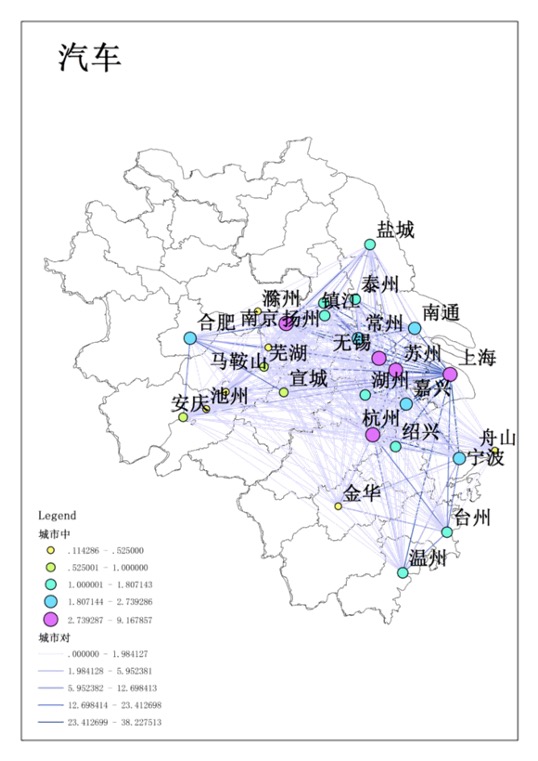 汽车
盐城
泰州
滁州
镇江
南通
合肥
南京
扬州
常州
无锡
芜湖
苏州
上海
马鞍山
宣城
湖州
嘉兴
池州
安庆
杭州
绍兴
舟山
宁波
金华
台州
温州
Legend
城市中
.114286 - .525000
.525001 - 1.000000
1.000001 - 1.807143
1.807144 - 2.739286
2.739287 - 9.167857
城市对
.000000 - 1.984127
1.984128 - 5.952381
5.952382 - 12.698413
12.698414 - 23.412698
23.412699 - 38.227513